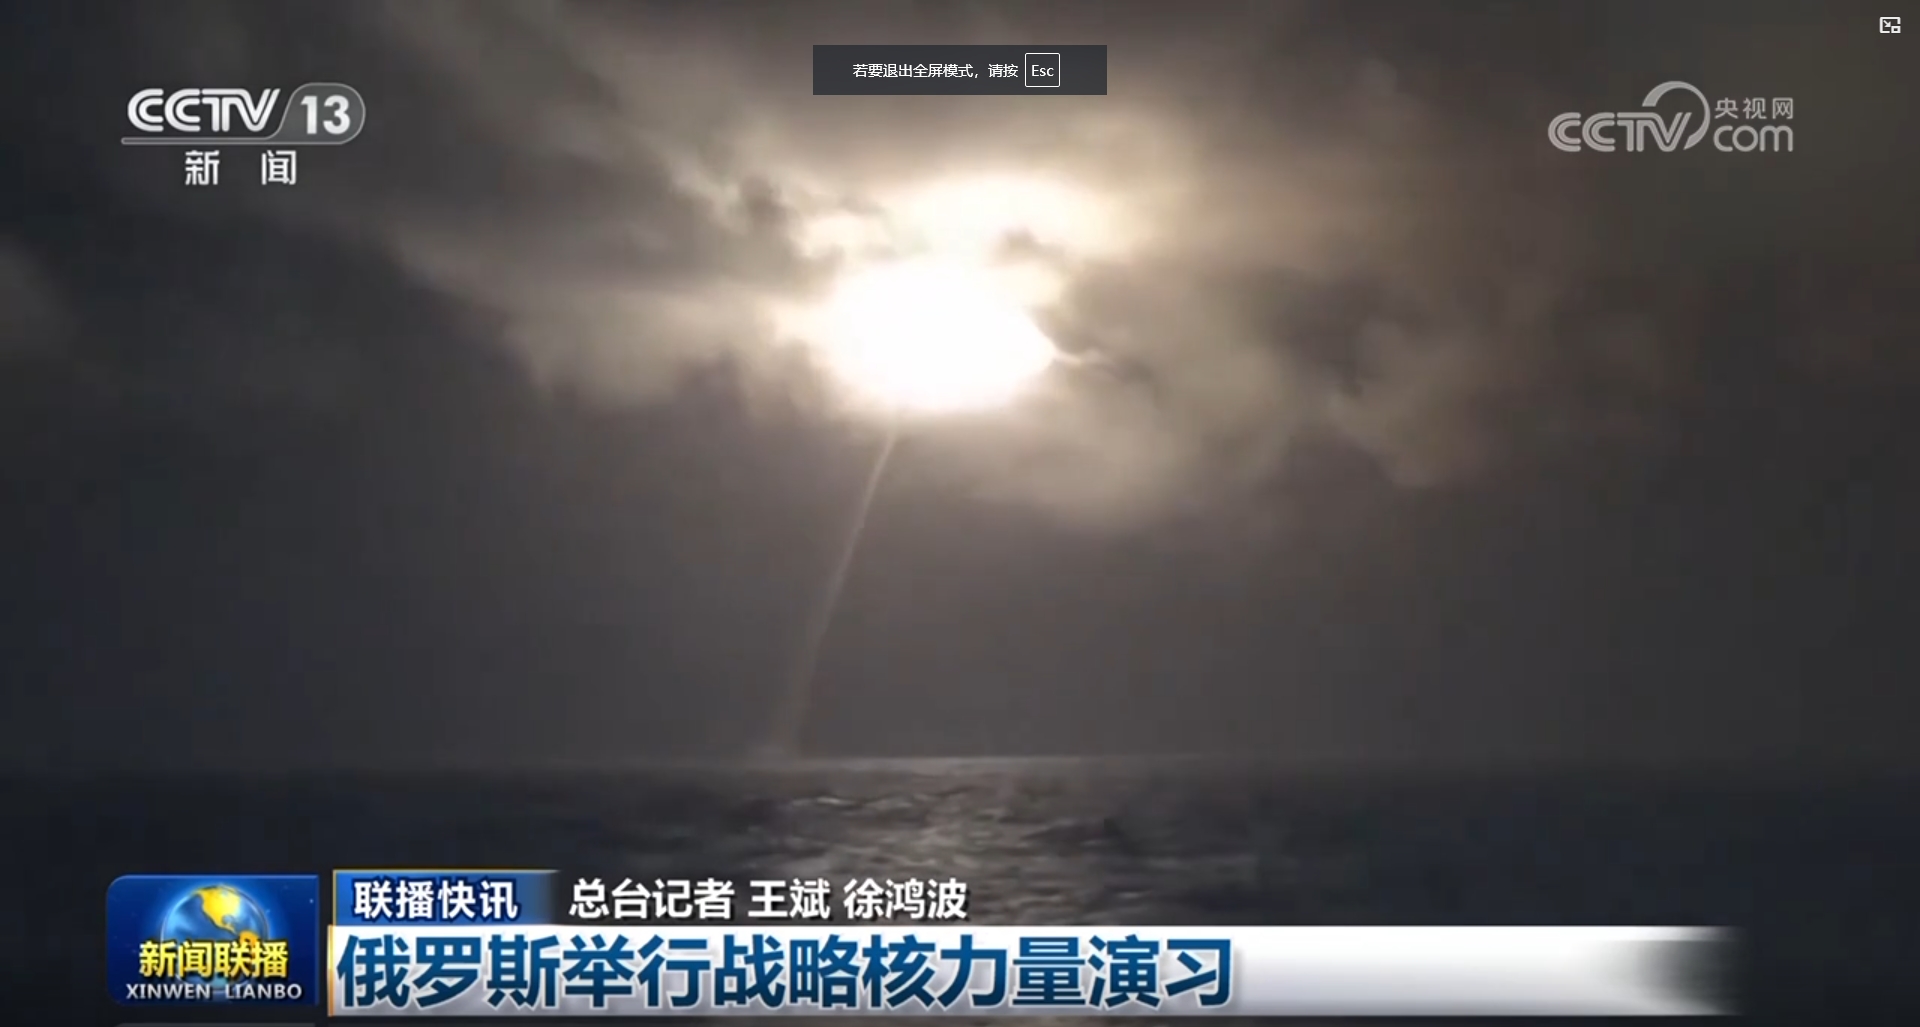 若要退出全屏模式，请按 Esc
CCTV 13
新闻
央视网
CCTV.com
联播快讯 总台记者 王斌 徐鸿波
俄罗斯举行战略核力量演习
新闻联播
XINWEN LIANBO